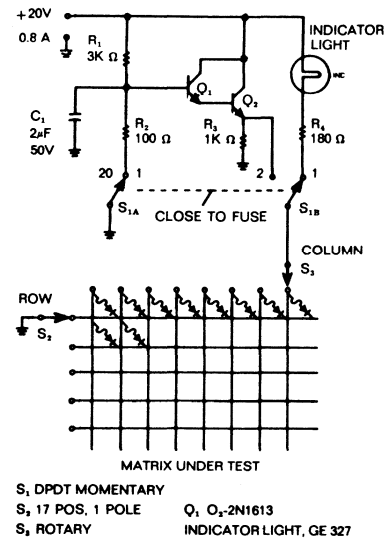 +20V
0.8 A
R₁
3K Ω
INDICATOR
LIGHT
INC
Q₁
Q₂
C₁
2μF
50V
R₂
100 Ω
R₃
1K Ω
R₄
180 Ω
20
1
2
1
S₁A
S₁B
CLOSE TO FUSE
COLUMN
S₃
ROW
S₂
MATRIX UNDER TEST
S₁ DPDT MOMENTARY
S₂ 17 POS, 1 POLE
Q₁ O₂-2N1613
S₃ ROTARY
INDICATOR LIGHT, GE 327